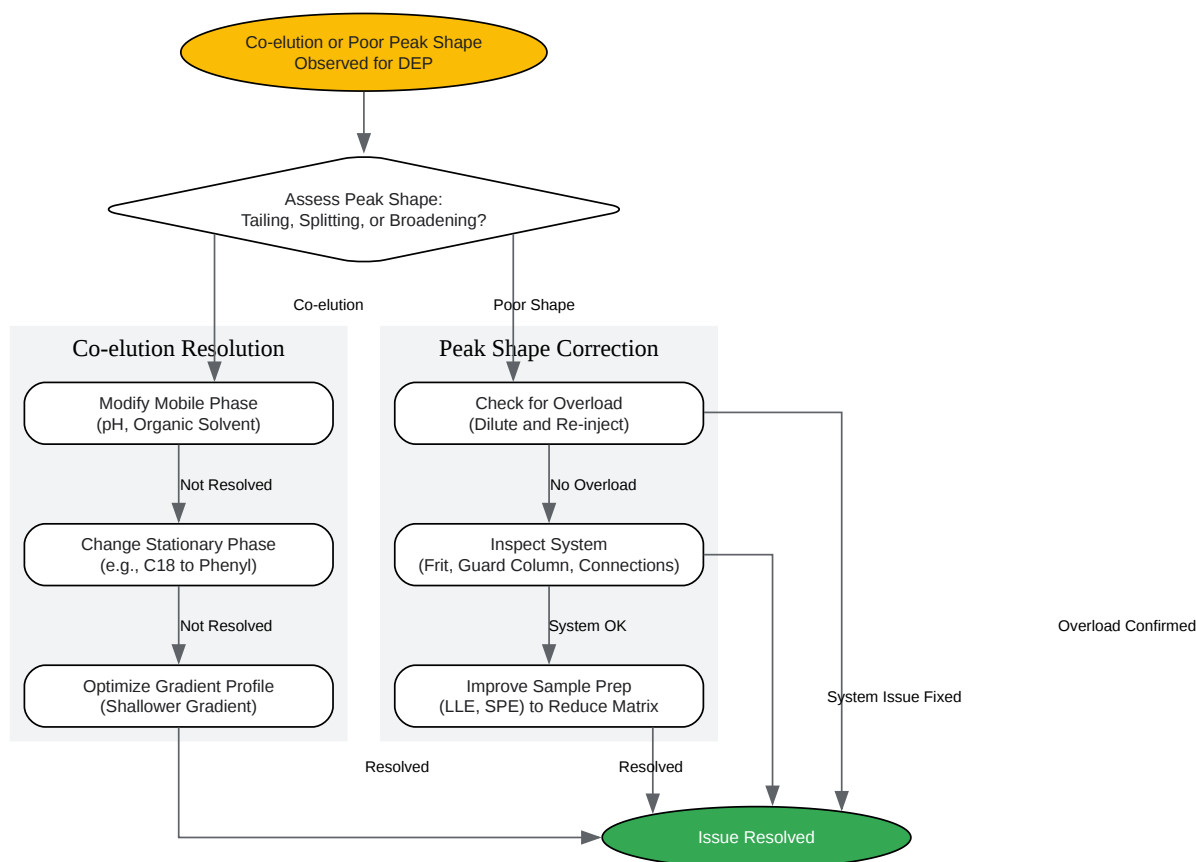 Co-elution or Poor Peak Shape
Observed for DEP
Assess Peak Shape:
Tailing, Splitting, or Broadening?
Co-elution
Poor Shape
Co-elution Resolution
Peak Shape Correction
Modify Mobile Phase
(pH, Organic Solvent)
Check for Overload
(Dilute and Re-inject)
Not Resolved
No Overload
Change Stationary Phase
(e.g., C18 to Phenyl)
Inspect System
(Frit, Guard Column, Connections)
Not Resolved
System OK
Overload Confirmed
Optimize Gradient Profile
(Shallower Gradient)
Improve Sample Prep
(LLE, SPE) to Reduce Matrix
System Issue Fixed
Resolved
Resolved
Issue Resolved